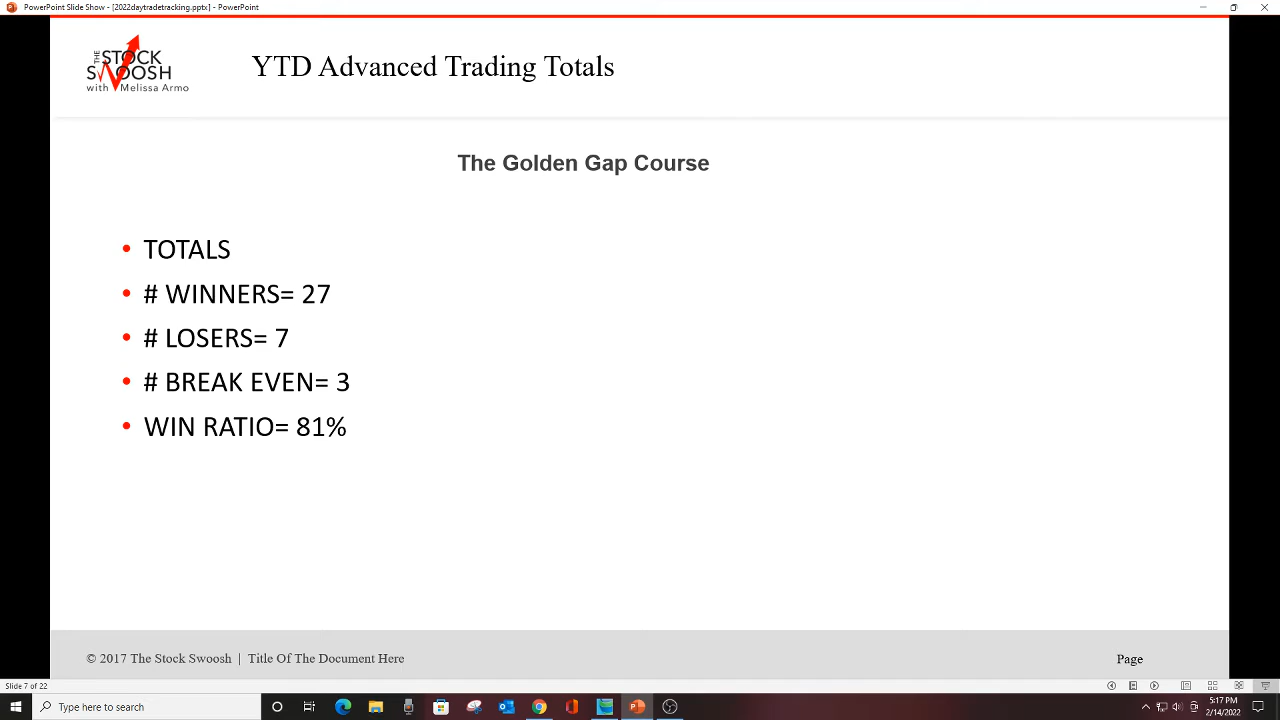 PowerPoint Slide Show - [2022daytradetracking.pptx] - PowerPoint
THE
STOCK
SWOOSH
with Melissa Armo
YTD Advanced Trading Totals
The Golden Gap Course
• TOTALS
• # WINNERS= 27
• # LOSERS= 7
• # BREAK EVEN= 3
• WIN RATIO= 81%
© 2017 The Stock Swoosh | Title Of The Document Here
Page
Slide 7 of 22
Type here to search
5:17 PM
2/14/2022